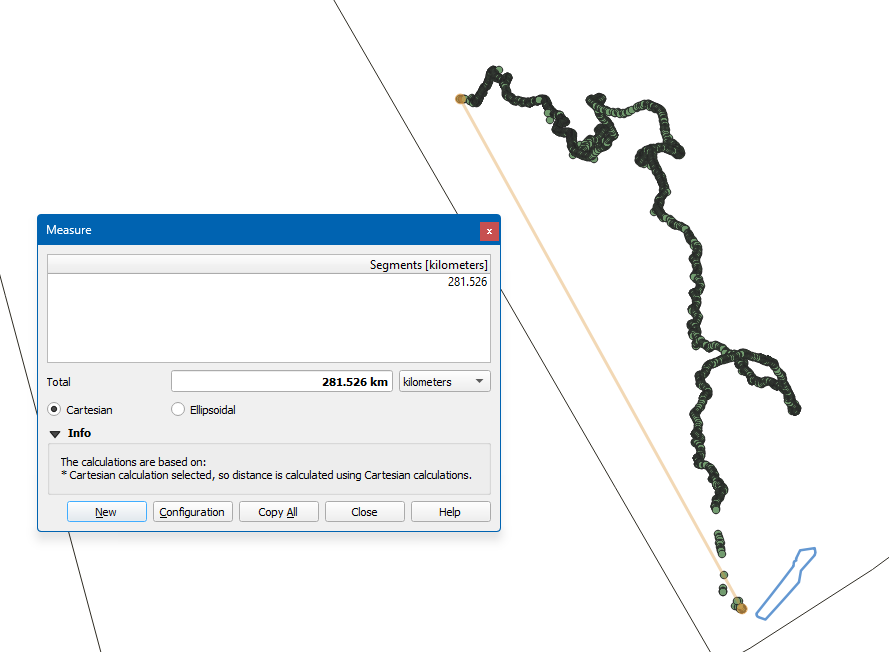 Measure
x
Segments [kilometers]
281.526
Total
281.526 km
kilometers
Cartesian
Ellipsoidal
Info
The calculations are based on:
* Cartesian calculation selected, so distance is calculated using Cartesian calculations.
New
Configuration
Copy All
Close
Help